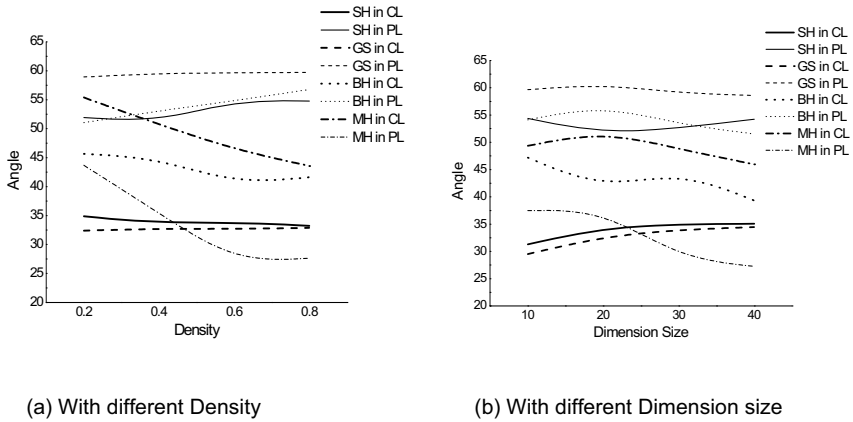 SH in CL
SH in PL
GS in CL
GS in PL
BH in CL
BH in PL
MH in CL
MH in PL
65
60
55
50
45
40
35
30
25
20
Angle
0.2 0.4 0.6 0.8
Density
(a) With different Density
SH in CL
SH in PL
GS in CL
GS in PL
BH in CL
BH in PL
MH in CL
MH in PL
65
60
55
50
45
40
35
30
25
20
Angle
10 20 30 40
Dimension Size
(b) With different Dimension size